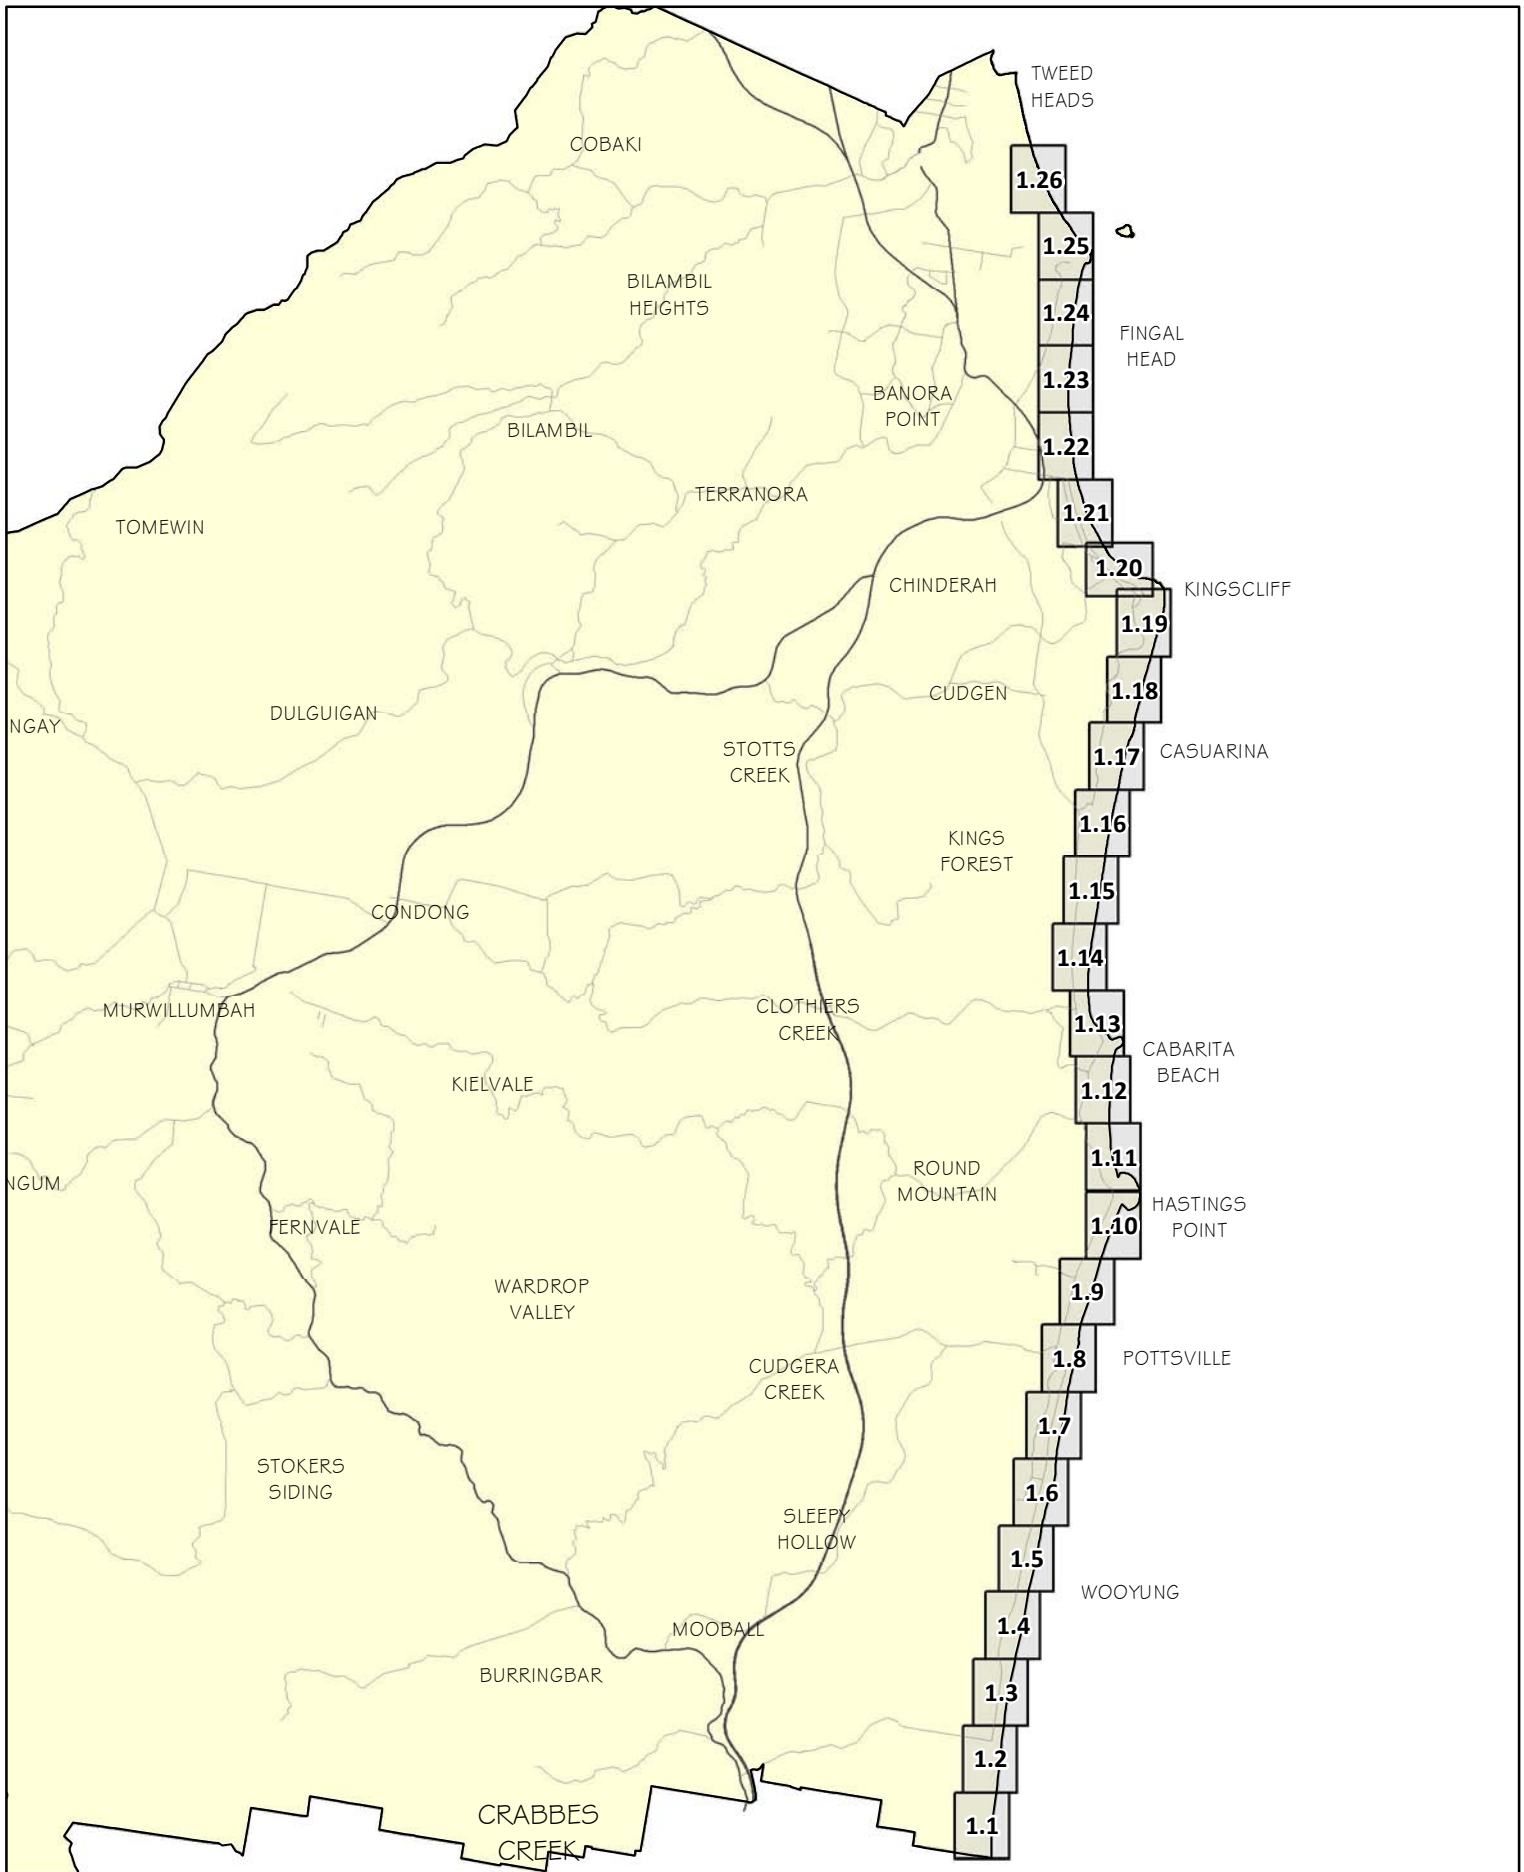 TWEED
HEADS
COBAKI
1.26
1.25
BILAMBIL
HEIGHTS
1.24
FINGAL
HEAD
1.23
BANORA
POINT
BILAMBIL
1.22
TERRANORA
1.21
TOMEWIN
1.20
CHINDERAH
KINGSCLIFF
1.19
CUDGEN
1.18
DULGUIGAN
NGAY
STOTTS
CREEK
1.17
CASUARINA
1.16
KINGS
FOREST
1.15
CONDONG
1.14
MURWILLUMBAH
CLOTHIERS
CREEK
1.13
CABARITA
BEACH
KIELVALE
1.12
1.11
ROUND
MOUNTAIN
NGUM
HASTINGS
POINT
1.10
FERNVALE
WARDROP
VALLEY
1.9
1.8
POTTSVILLE
CUDGERA
CREEK
1.7
STOKERS
SIDING
1.6
SLEEPY
HOLLOW
1.5
WOOYUNG
1.4
MOOBALL
BURRINGBAR
1.3
1.2
CRABBES
CREEK
1.1